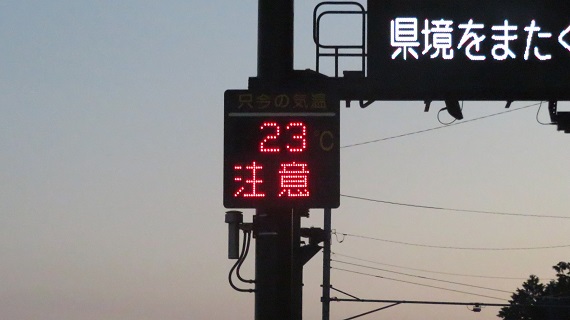 県境をまたく
只今の気温
23℃
注意